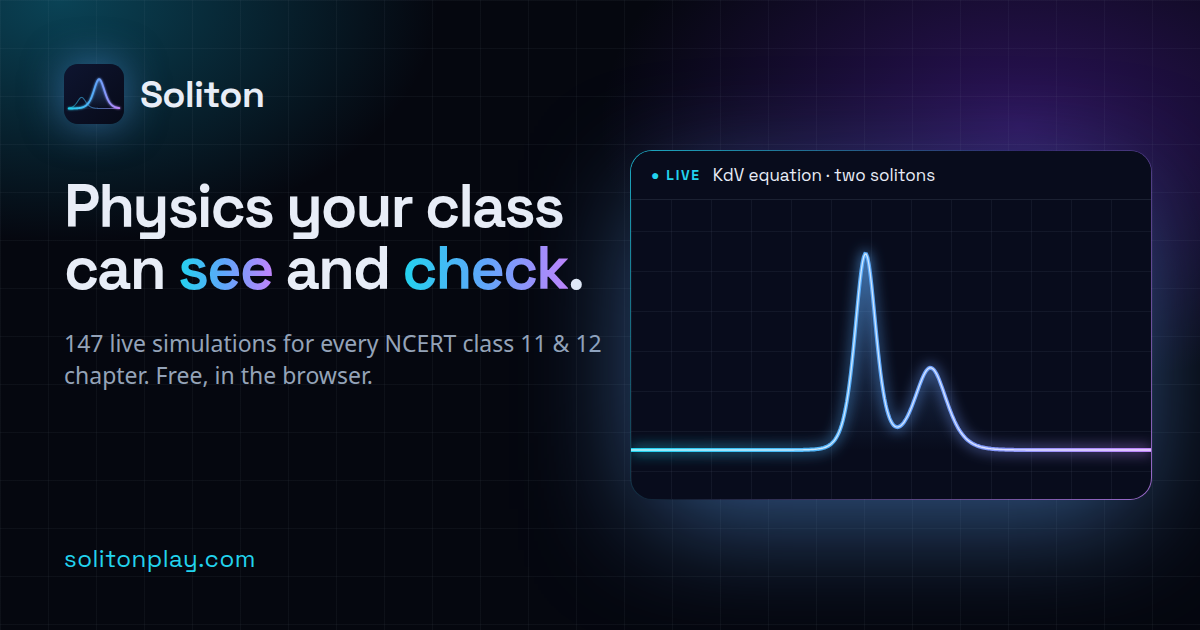 Soliton
Physics your class
can see and check.
147 live simulations for every NCERT class 11 & 12
chapter. Free, in the browser.
solitonplay.com
● LIVE KdV equation · two solitons